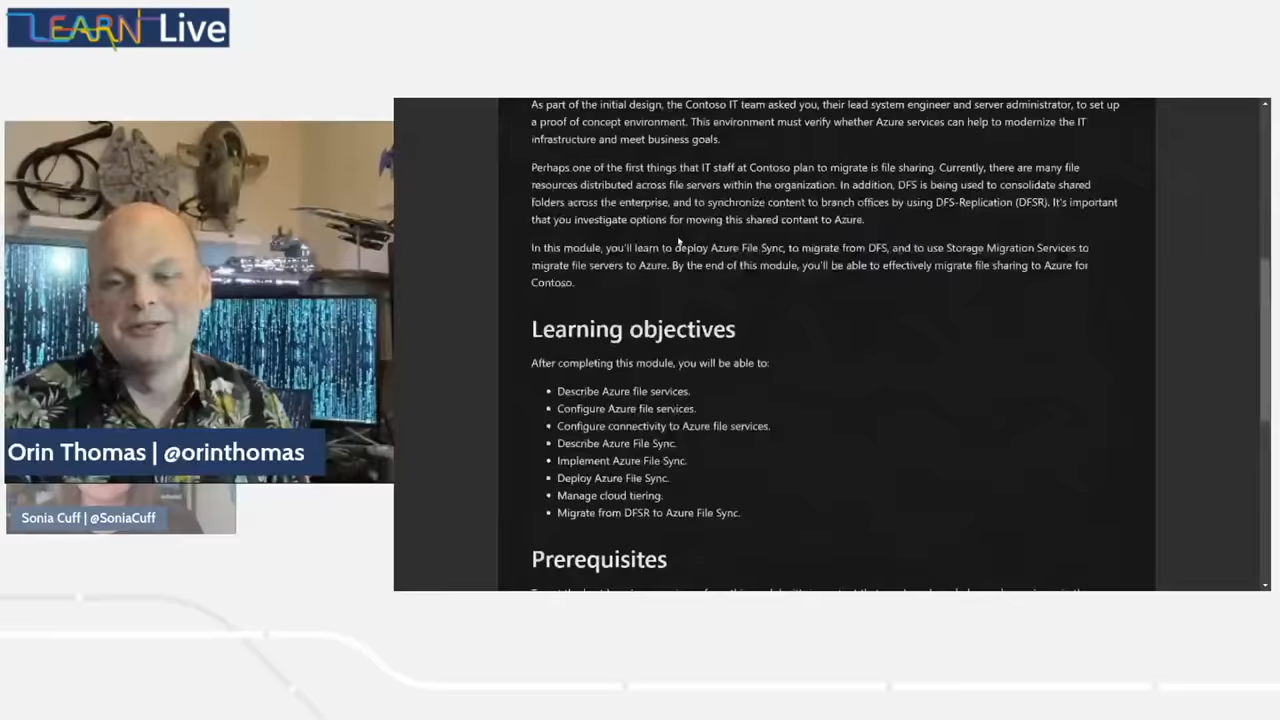 LEARN Live
As part of the initial design, the Contoso IT team asked you, their lead system engineer and server administrator, to set up
a proof of concept environment. This environment must verify whether Azure services can help to modernize the IT
infrastructure and meet business goals.
Perhaps one of the first things that IT staff at Contoso plan to migrate is file sharing. Currently, there are many file
resources distributed across file servers within the organization. In addition, DFS is being used to consolidate shared
folders across the enterprise, and to synchronize content to branch offices by using DFS-Replication (DFSR). It's important
that you investigate options for moving this shared content to Azure.
In this module, you'll learn to deploy Azure File Sync, to migrate from DFS, and to use Storage Migration Services to
migrate file servers to Azure. By the end of this module, you'll be able to effectively migrate file sharing to Azure for
Contoso.
Learning objectives
After completing this module, you will be able to:
• Describe Azure file services.
• Configure Azure file services.
• Configure connectivity to Azure file services.
• Describe Azure File Sync.
• Implement Azure File Sync.
• Deploy Azure File Sync.
• Manage cloud tiering.
• Migrate from DFSR to Azure File Sync.
Prerequisites
Orin Thomas | @orinthomas
Sonia Cuff | @SoniaCuff